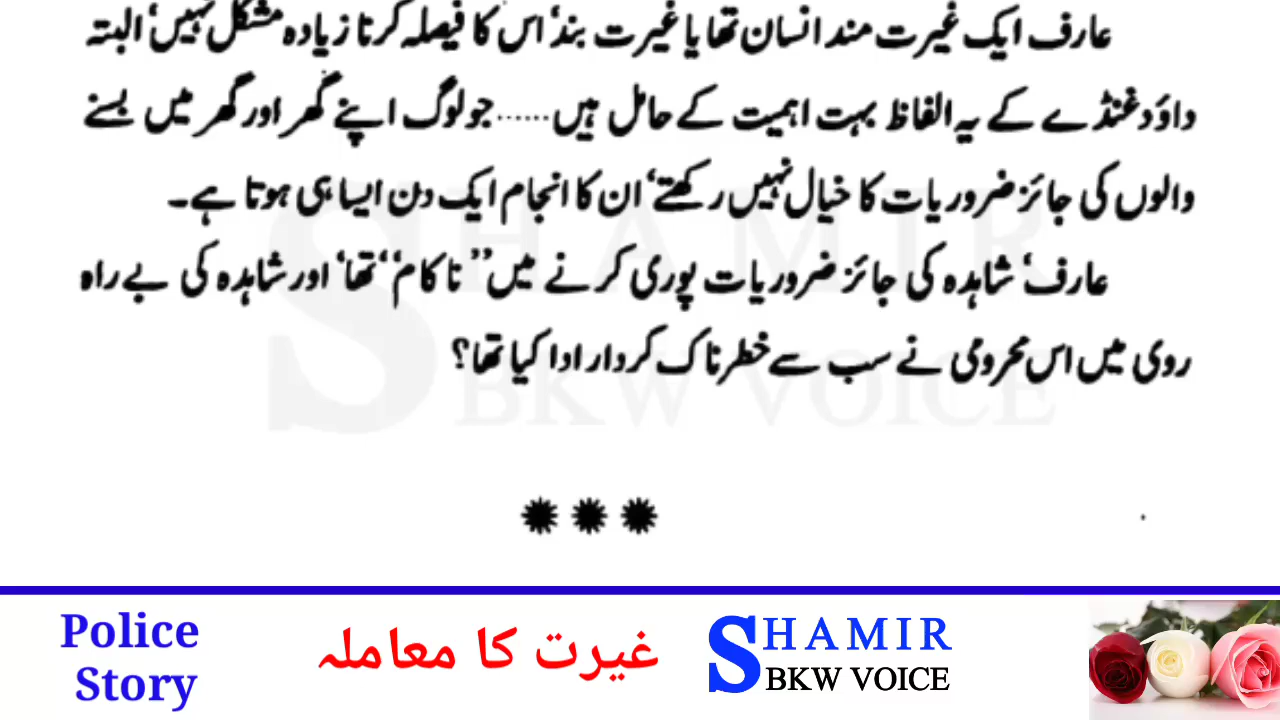 عارف ایک غیرت مند انسان تھا یا غیرت بند‘ اس کا فیصلہ کرنا زیادہ مشکل نہیں‘ البتہ
داؤد غنڈے کے یہ الفاظ بہت اہمیت کے حامل ہیں......جو لوگ اپنے گھر اور گھر میں بسنے
والوں کی جائز ضروریات کا خیال نہیں رکھتے‘ ان کا انجام ایک دن ایسا ہی ہوتا ہے۔
عارف‘ شاہدہ کی جائز ضروریات پوری کرنے میں ’’ناکام‘‘ تھا‘ اور شاہدہ کی بے راہ
روی میں اس محرومی نے سب سے خطرناک کردار ادا کیا تھا؟
SHAMIR
BKW VOICE
Police
Story
غیرت کا معاملہ
SHAMIR
BKW VOICE